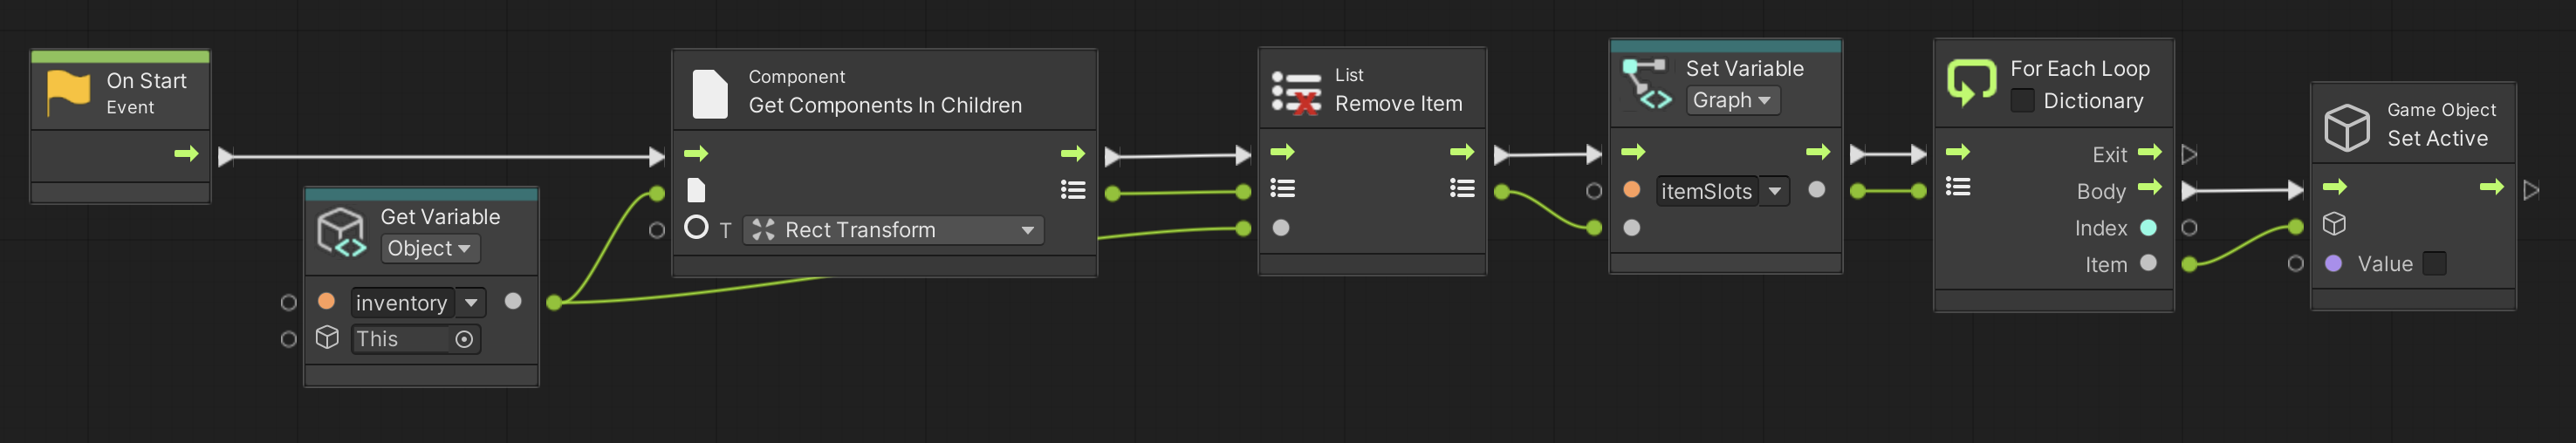 On Start
Event
Get Variable
Object
inventory
This
Component
Get Components In Children
T
Rect Transform
List
Remove Item
Set Variable
Graph
itemSlots
For Each Loop
Dictionary
Exit
Body
Index
Item
Game Object
Set Active
Value